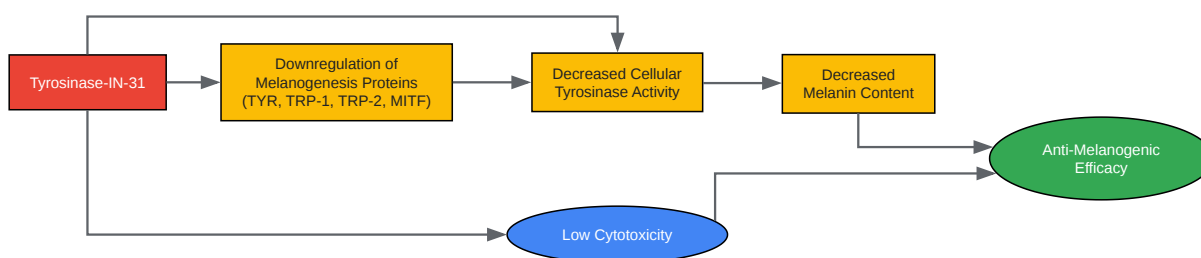 Tyrosinase-IN-31
Downregulation of
Melanogenesis Proteins
(TYR, TRP-1, TRP-2, MITF)
Decreased Cellular
Tyrosinase Activity
Decreased
Melanin Content
Anti-Melanogenic
Efficacy
Low Cytotoxicity